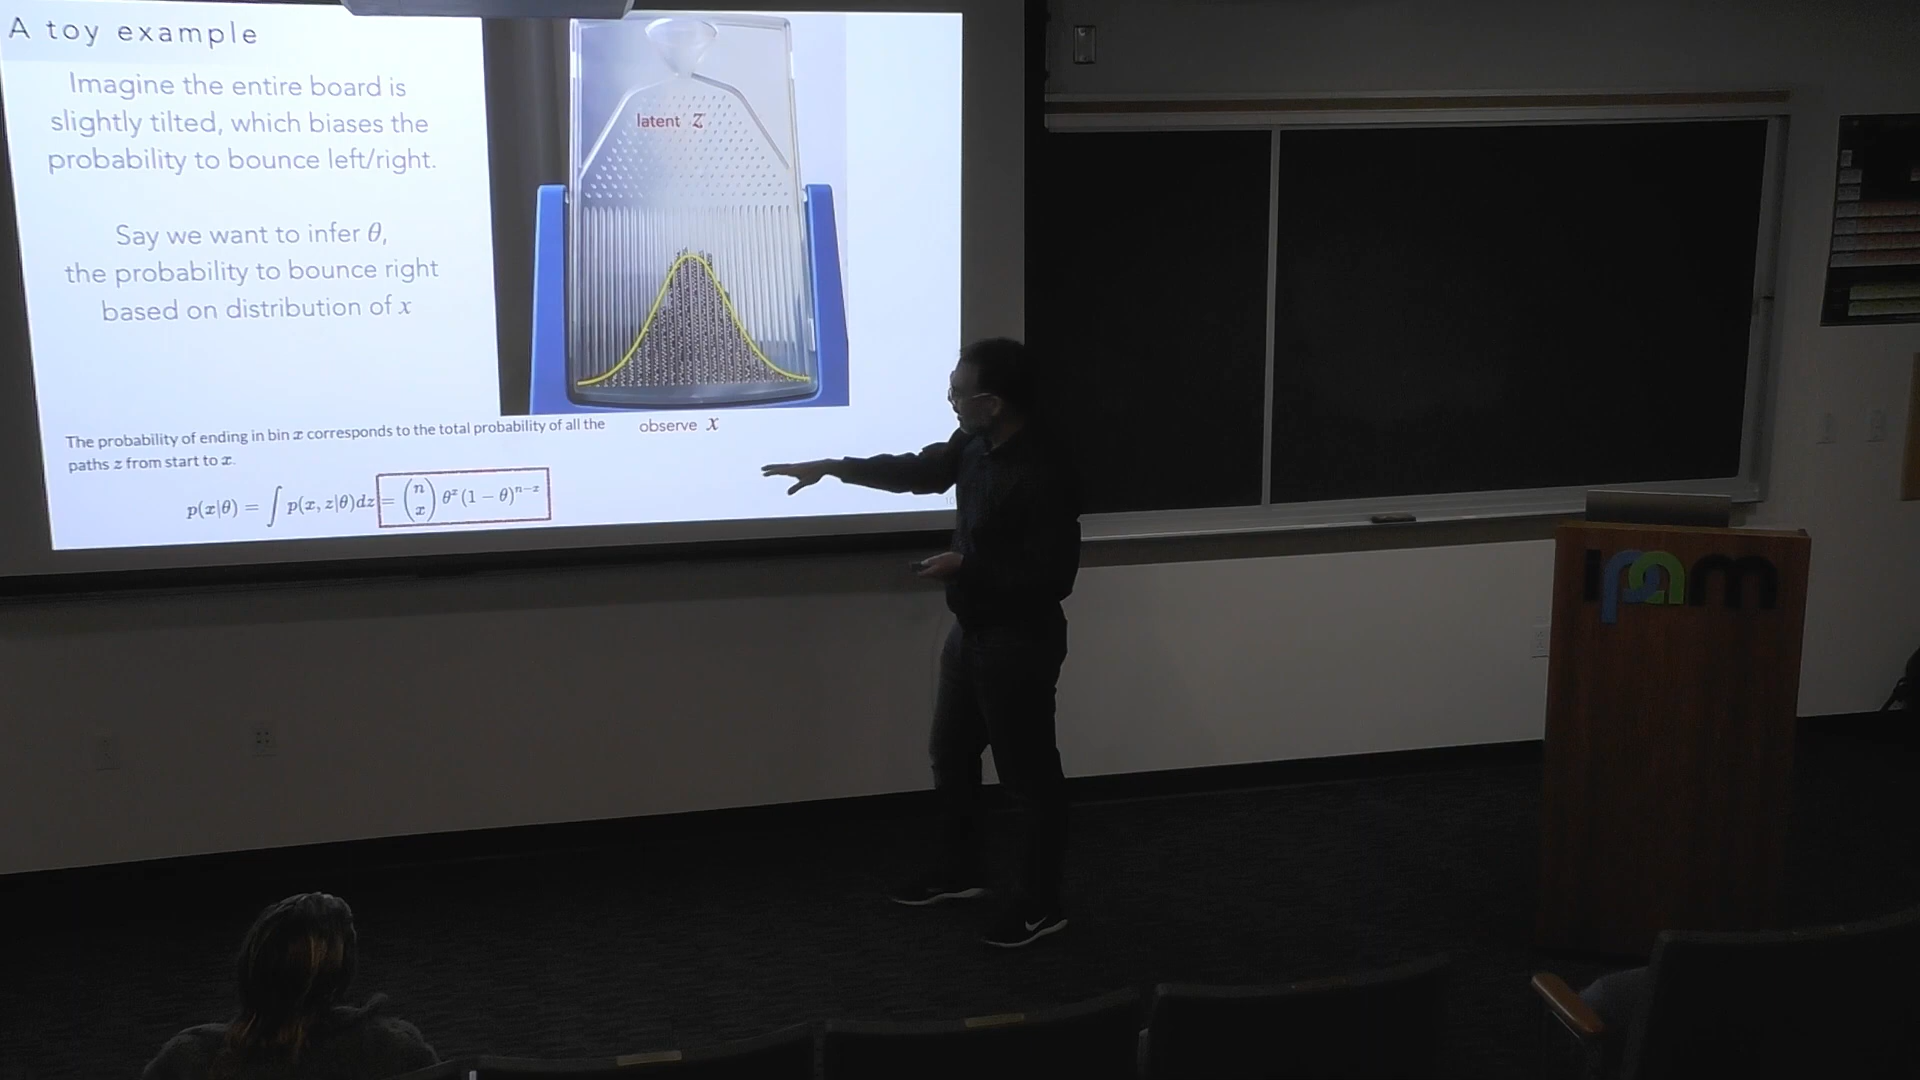 A toy example
Imagine the entire board is
slightly tilted, which biases the
probability to bounce left/right.
Say we want to infer θ,
the probability to bounce right
based on distribution of x
latent z
observe x
The probability of ending in bin x corresponds to the total probability of all the
paths z from start to x.
p(x|θ) = ∫ p(x, z|θ)dz = (n x) θ^x (1 − θ)^{n−x}
ipam